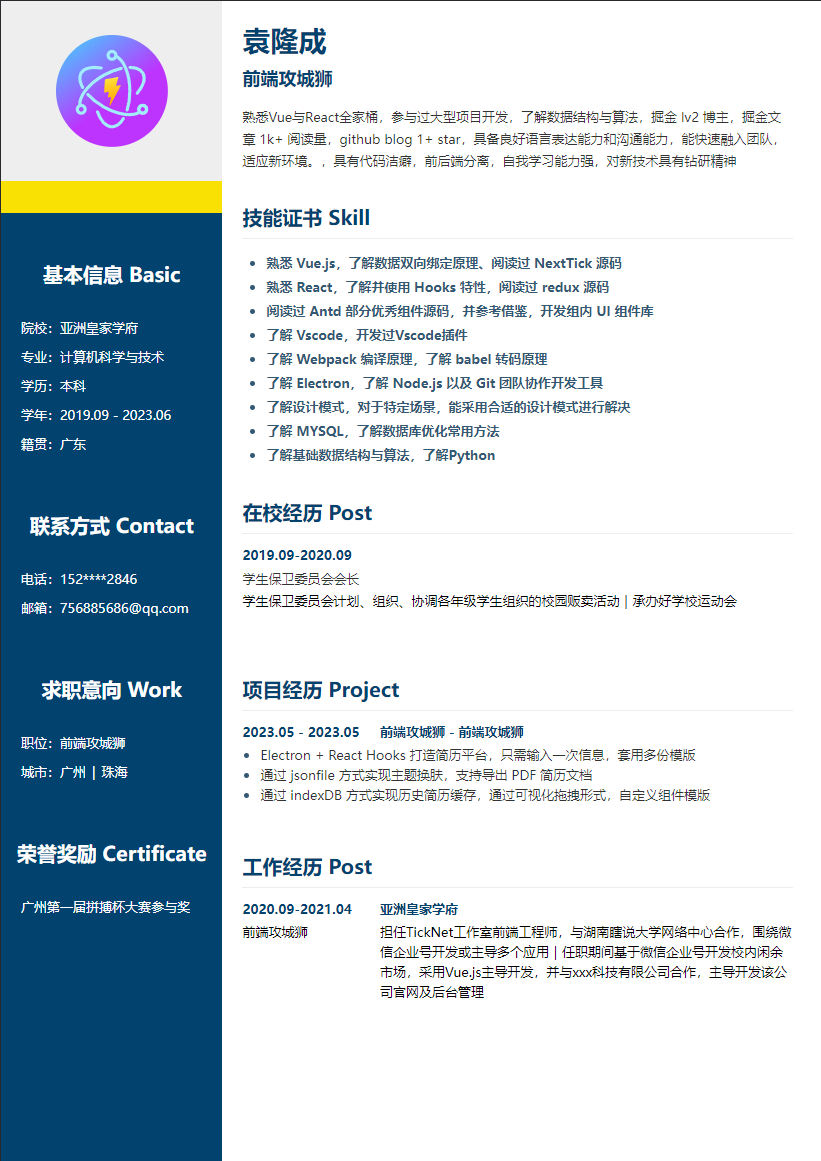 袁隆成
前端攻城狮
熟悉Vue与React全家桶，参与过大型项目开发，了解数据结构与算法，掘金 lv2 博主，掘金文
章 1k+ 阅读量，github blog 1+ star，具备良好语言表达能力和沟通能力，能快速融入团队，
适应新环境。，具有代码洁癖，前后端分离，自我学习能力强，对新技术具有钻研精神
基本信息 Basic
院校：亚洲皇家学府
专业：计算机科学与技术
学历：本科
学年：2019.09 - 2023.06
籍贯：广东
联系方式 Contact
电话：152****2846
邮箱：756885686@qq.com
求职意向 Work
职位：前端攻城狮
城市：广州 | 珠海
荣誉奖励 Certificate
广州第一届拼搏杯大赛参与奖
技能证书 Skill
• 熟悉 Vue.js，了解数据双向绑定原理、阅读过 NextTick 源码
• 熟悉 React，了解并使用 Hooks 特性，阅读过 redux 源码
• 阅读过 Antd 部分优秀组件源码，并参考借鉴，开发组内 UI 组件库
• 了解 Vscode，开发过Vscode插件
• 了解 Webpack 编译原理，了解 babel 转码原理
• 了解 Electron，了解 Node.js 以及 Git 团队协作开发工具
• 了解设计模式，对于特定场景，能采用合适的设计模式进行解决
• 了解 MYSQL，了解数据库优化常用方法
• 了解基础数据结构与算法，了解Python
在校经历 Post
2019.09-2020.09
学生保卫委员会会长
学生保卫委员会计划、组织、协调各年级学生组织的校园贩卖活动 | 承办好学校运动会
项目经历 Project
2023.05 - 2023.05 前端攻城狮 - 前端攻城狮
• Electron + React Hooks 打造简历平台，只需输入一次信息，套用多份模版
• 通过 jsonfile 方式实现主题换肤，支持导出 PDF 简历文档
• 通过 indexDB 方式实现历史简历缓存，通过可视化拖拽形式，自定义组件模版
工作经历 Post
2020.09-2021.04 亚洲皇家学府
前端攻城狮 担任TickNet工作室前端工程师，与湖南瞎说大学网络中心合作，围绕微
信企业号开发或主导多个应用 | 任职期间基于微信企业号开发校内闲余
市场，采用Vue.js主导开发，并与xxx科技有限公司合作，主导开发该公
司官网及后台管理